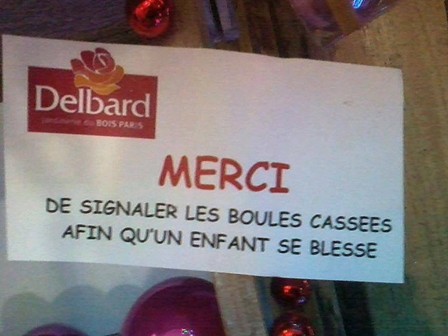 Delbard
jardinerie du BOIS PARIS
MERCI
DE SIGNALER LES BOULES CASSEES
AFIN QU'UN ENFANT SE BLESSE